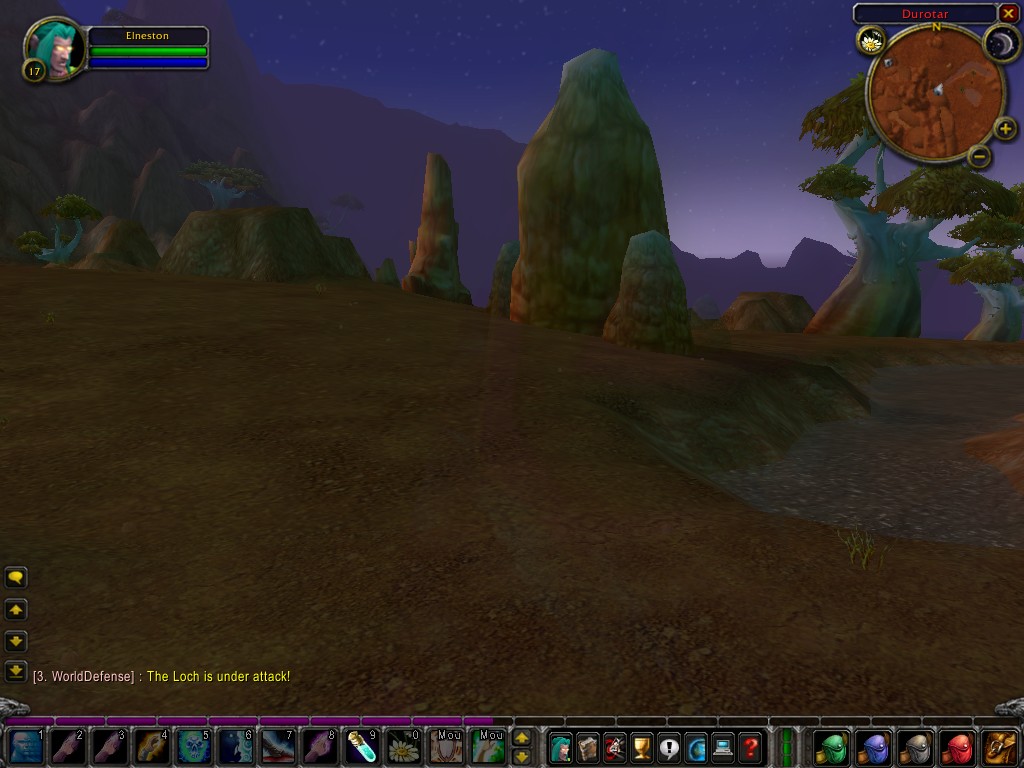 Elneston
17
Durotar
N
[3. WorldDefense] : The Loch is under attack!
1 2 3 4 5 6 7 8 9 0 Mou Mou